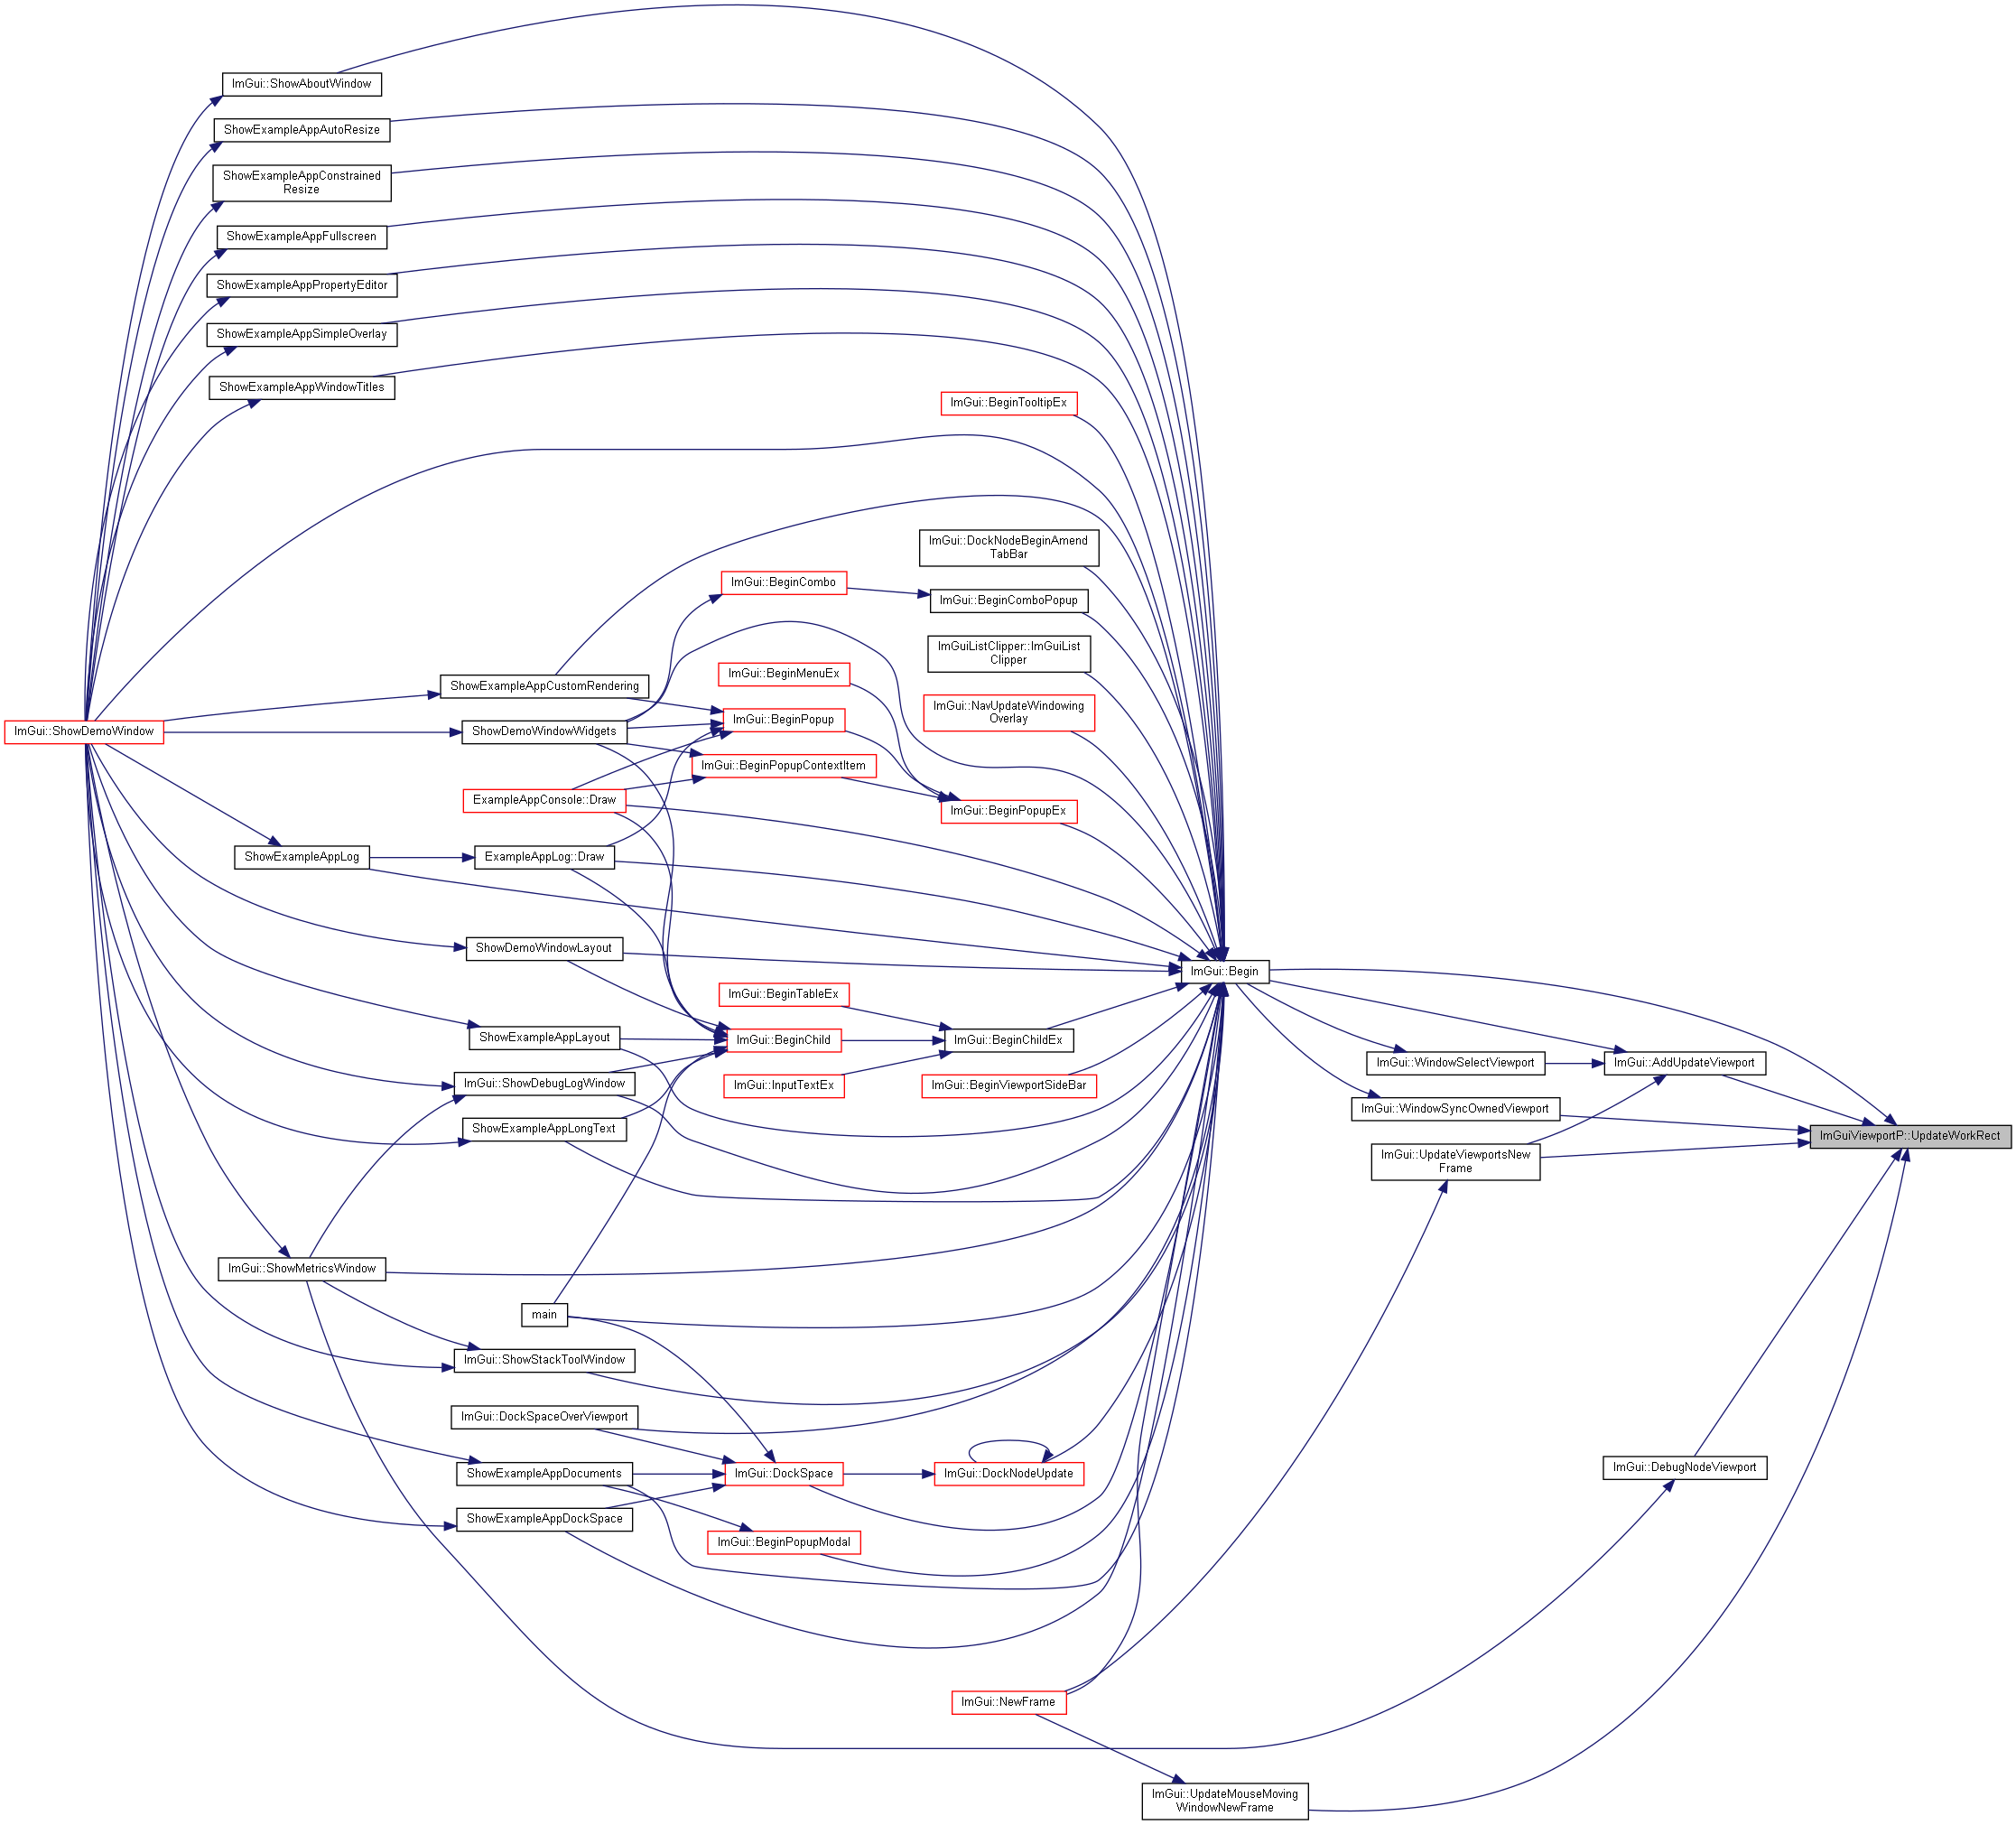 ImGui::ShowAboutWindow
ShowExampleAppAutoResize
ShowExampleAppConstrained
Resize
ShowExampleAppFullscreen
ShowExampleAppPropertyEditor
ShowExampleAppSimpleOverlay
ShowExampleAppWindowTitles
ImGui::BeginTooltipEx
ImGui::DockNodeBeginAmend
TabBar
ImGui::BeginCombo
ImGui::BeginComboPopup
ImGuiListClipper::ImGuiList
Clipper
ImGui::BeginMenuEx
ShowExampleAppCustomRendering
ImGui::NavUpdateWindowing
Overlay
ImGui::BeginPopup
ImGui::ShowDemoWindow
ShowDemoWindowWidgets
ImGui::BeginPopupContextItem
ExampleAppConsole::Draw
ImGui::BeginPopupEx
ShowExampleAppLog
ExampleAppLog::Draw
ShowDemoWindowLayout
ImGui::Begin
ImGui::BeginTableEx
ShowExampleAppLayout
ImGui::BeginChild
ImGui::BeginChildEx
ImGui::WindowSelectViewport
ImGui::AddUpdateViewport
ImGui::ShowDebugLogWindow
ImGui::InputTextEx
ImGui::BeginViewportSideBar
ImGui::WindowSyncOwnedViewport
ShowExampleAppLongText
ImGuiViewportP::UpdateWorkRect
ImGui::UpdateViewportsNew
Frame
ImGui::ShowMetricsWindow
main
ImGui::ShowStackToolWindow
ImGui::DockSpaceOverViewport
ShowExampleAppDocuments
ImGui::DockSpace
ImGui::DockNodeUpdate
ImGui::DebugNodeViewport
ShowExampleAppDockSpace
ImGui::BeginPopupModal
ImGui::NewFrame
ImGui::UpdateMouseMoving
WindowNewFrame